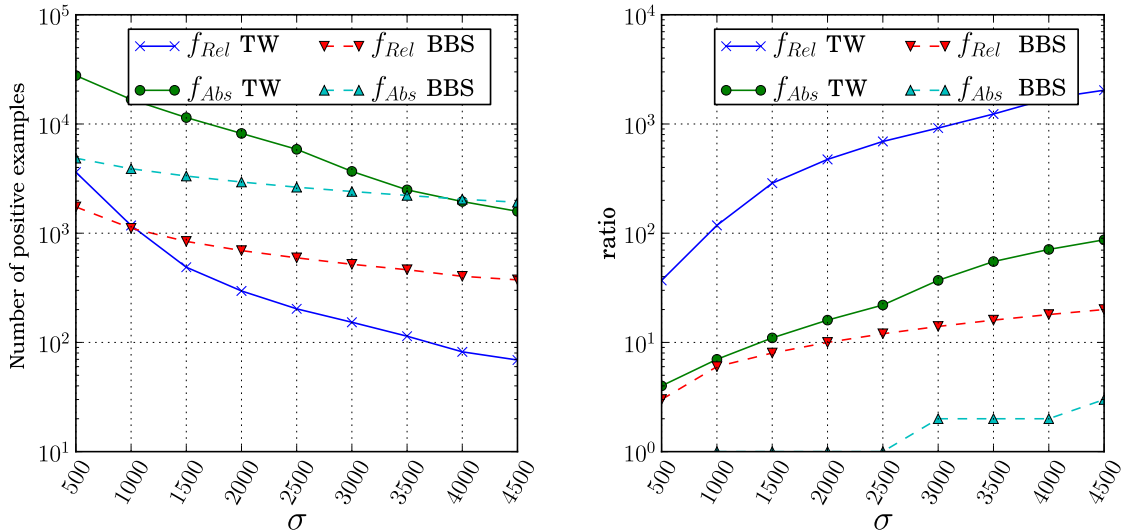 f_Rel TW f_Rel BBS
f_Abs TW f_Abs BBS
Number of positive examples
10^5
10^4
10^3
10^2
10^1
500 1000 1500 2000 2500 3000 3500 4000 4500
σ
f_Rel TW f_Rel BBS
f_Abs TW f_Abs BBS
ratio
10^4
10^3
10^2
10^1
10^0
500 1000 1500 2000 2500 3000 3500 4000 4500
σ